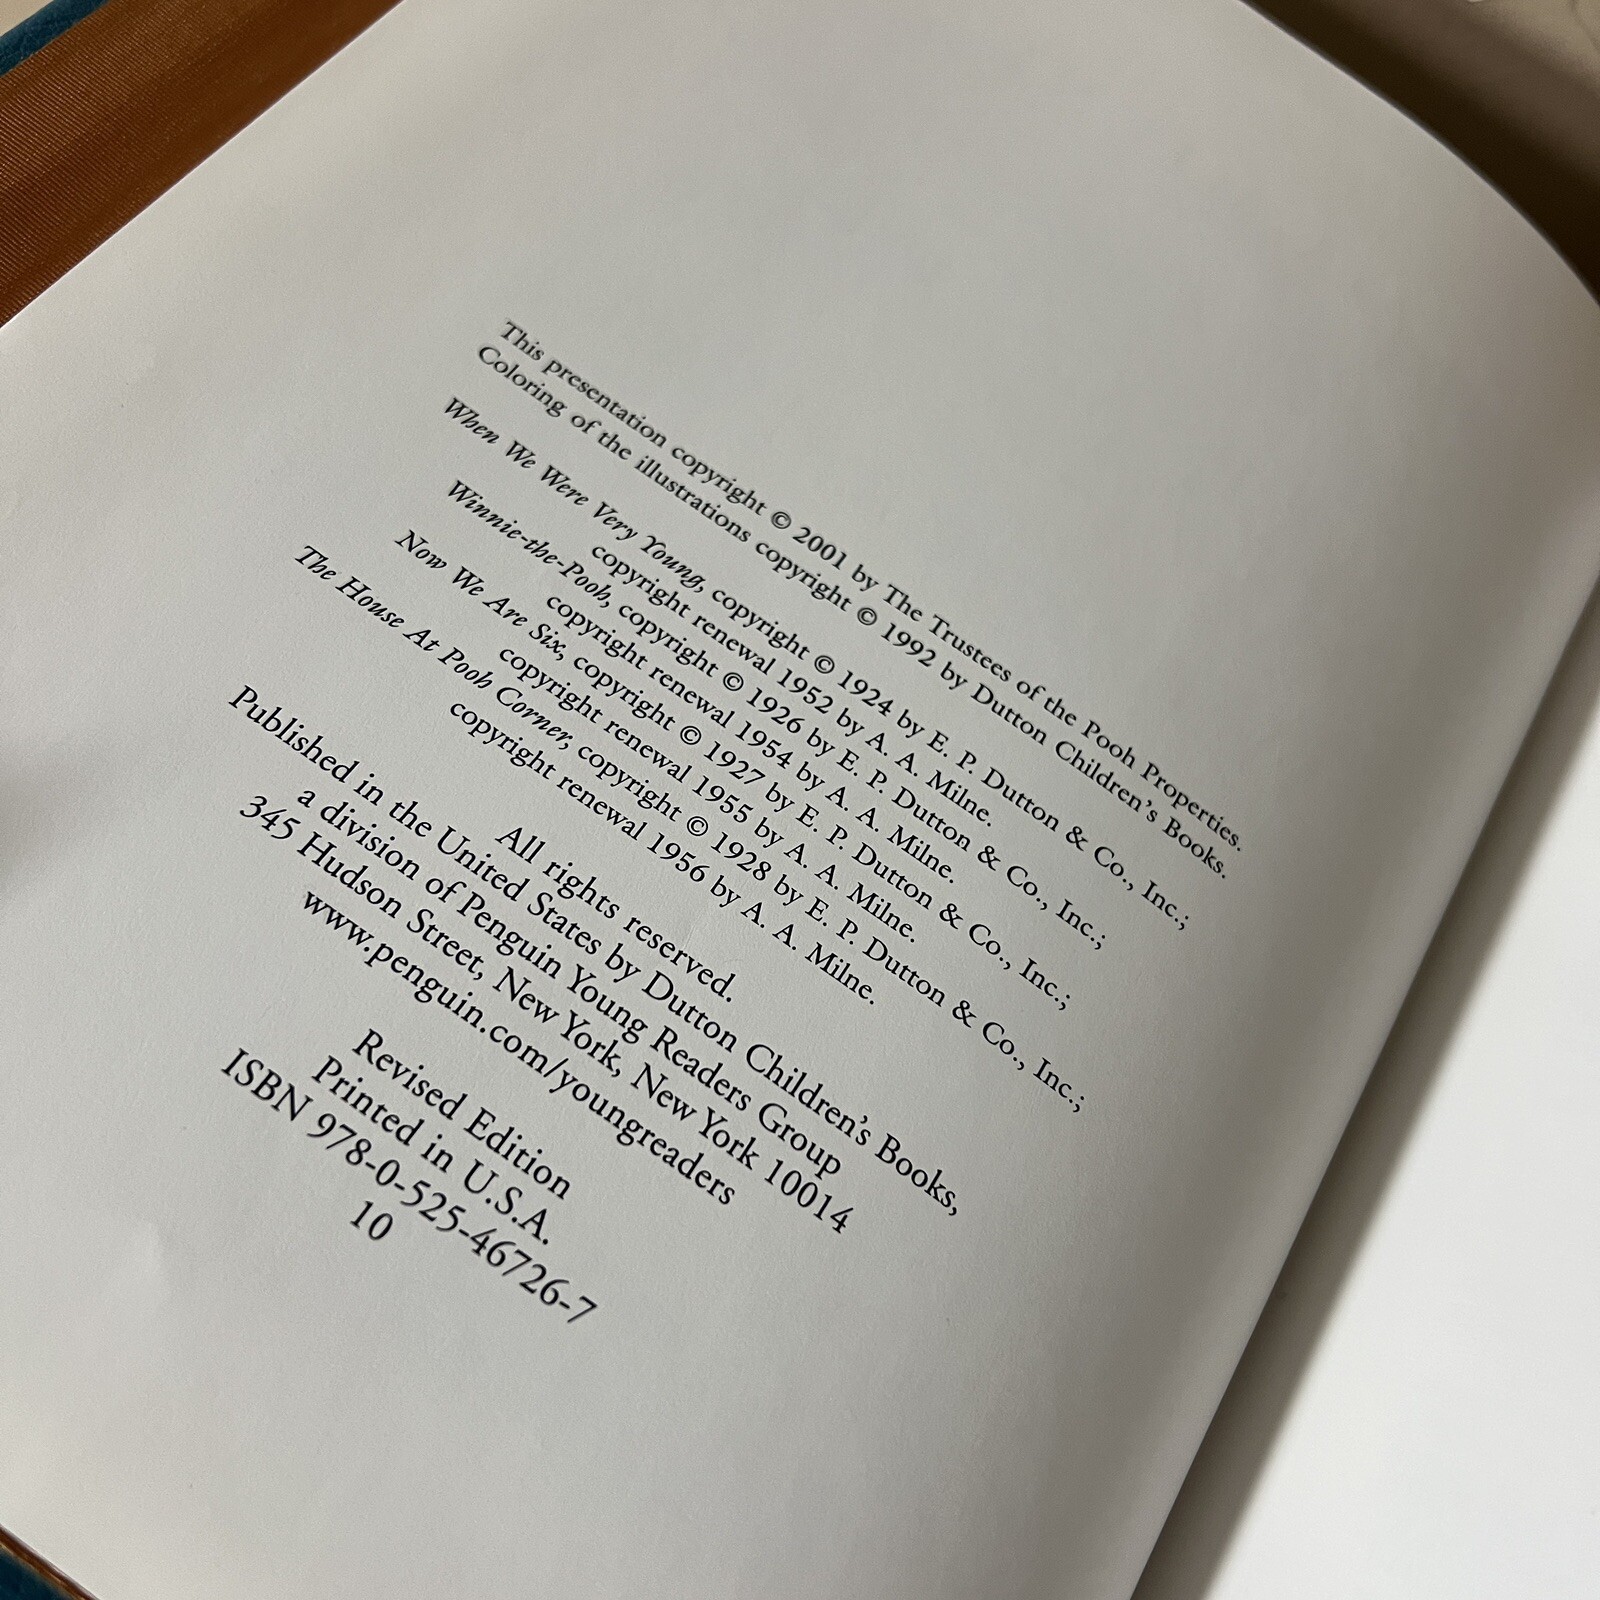 This presentation copyright © 2001 by The Trustees of the Pooh Properties.
Coloring of the illustrations copyright © 1992 by Dutton Children's Books.
When We Were Very Young, copyright © 1924 by E. P. Dutton & Co., Inc.;
copyright renewal 1952 by A. A. Milne.
Winnie-the-Pooh, copyright © 1926 by E. P. Dutton & Co., Inc.;
copyright renewal 1954 by A. A. Milne.
Now We Are Six, copyright © 1927 by E. P. Dutton & Co., Inc.;
copyright renewal 1955 by A. A. Milne.
The House At Pooh Corner, copyright © 1928 by E. P. Dutton & Co., Inc.;
copyright renewal 1956 by A. A. Milne.
All rights reserved.
Published in the United States by Dutton Children's Books,
a division of Penguin Young Readers Group
345 Hudson Street, New York, New York 10014
www.penguin.com/youngreaders
Revised Edition
Printed in U.S.A.
ISBN 978-0-525-46726-7
10